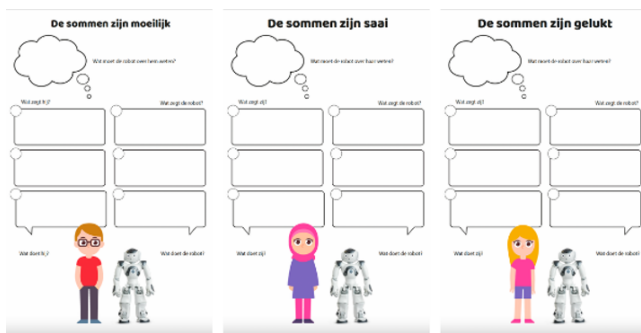 De sommen zijn moeilijk
Wat moet de robot over hem weten?
Wat zegt hij?
Wat zegt de robot?
Wat doet hij?
Wat doet de robot?
De sommen zijn saai
Wat moet de robot over haar weten?
Wat zegt zij?
Wat zegt de robot?
Wat doet zij?
Wat doet de robot?
De sommen zijn gelukt
Wat moet de robot over haar weten?
Wat zegt zij?
Wat zegt de robot?
Wat doet zij?
Wat doet de robot?